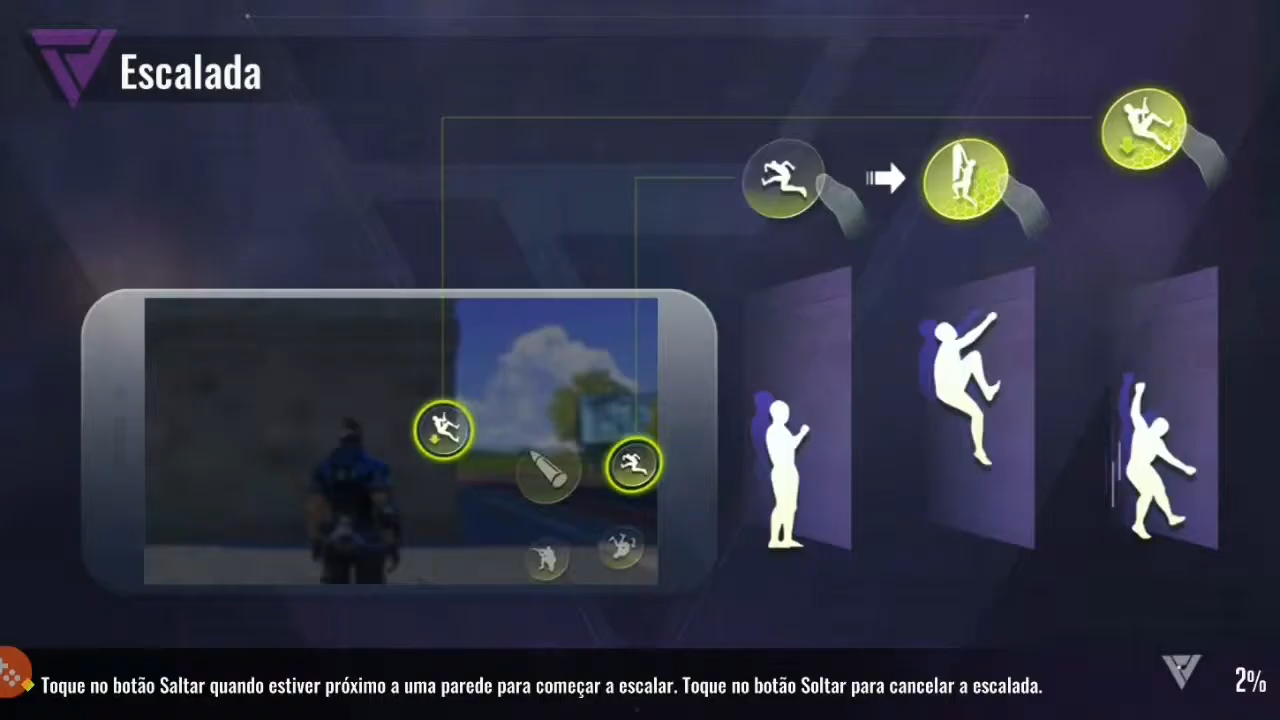 Escalada
Toque no botão Saltar quando estiver próximo a uma parede para começar a escalar. Toque no botão Soltar para cancelar a escalada.
2%